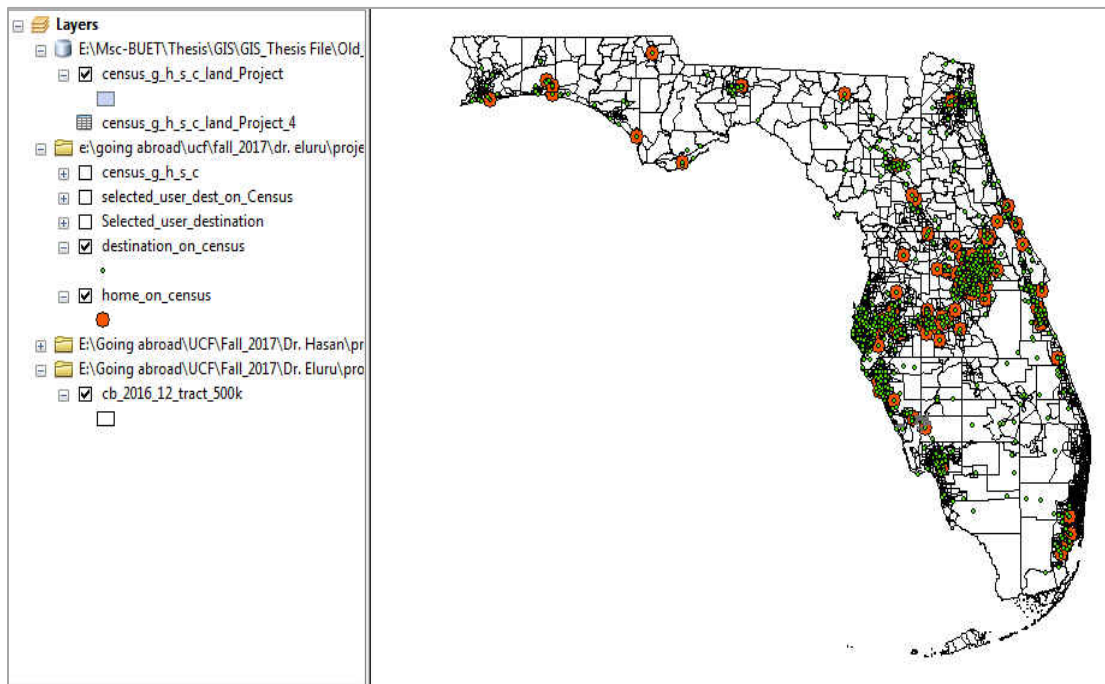 Layers
E:\Msc-BUET\Thesis\GIS\GIS_Thesis File\Old_
census_g_h_s_c_land_Project
census_g_h_s_c_land_Project_4
e:\going abroad\ucf\fall_2017\dr. eluru\proje
census_g_h_s_c
selected_user_dest_on_Census
Selected_user_destination
destination_on_census
home_on_census
E:\Going abroad\UCF\Fall_2017\Dr. Hasan\pr
E:\Going abroad\UCF\Fall_2017\Dr. Eluru\pro
cb_2016_12_tract_500k